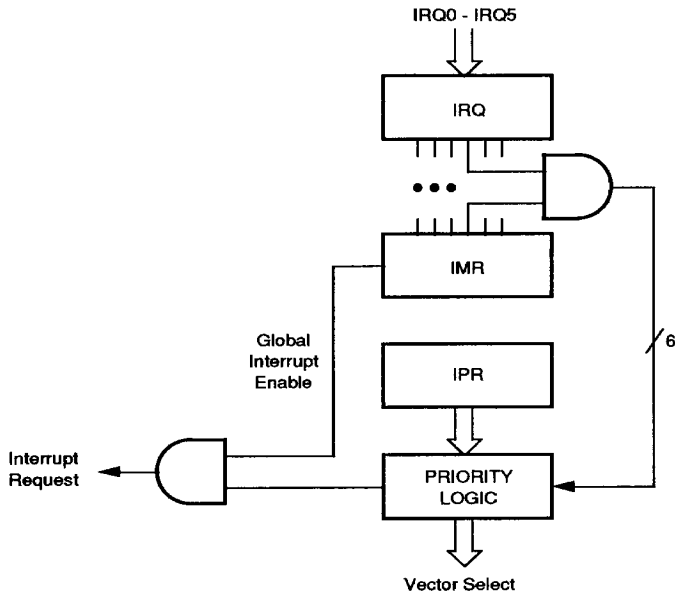 IRQ0 - IRQ5
IRQ
IMR
Global
Interrupt
Enable
6
IPR
Interrupt
Request
PRIORITY
LOGIC
Vector Select